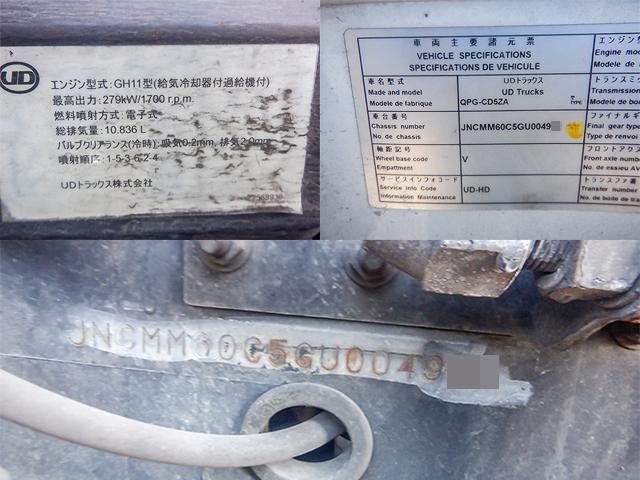 UD
エンジン型式:GH11型(給気冷却器付過給機付)
最高出力:279kW/1700 r.p.m.
燃料噴射方式:電子式
総排気量:10.836 L
バルブクリアランス(冷時):吸気0.2mm, 排気2.0mm
噴射順序:1-5-3-6-2-4
UDトラックス株式会社
車両主要諸元票
VEHICLE SPECIFICATIONS
SPECIFICATIONS DE VEHICULE
車名型式
Made and model
Modele de fabrique
UDトラックス
UD Trucks
QPG-CD5ZA
車台番号
Chassis number
No. de chassis
JNCMM60C5GU0049
軸距記号
Wheel base code
Empattment
V
サービスインフォコード
Service Info Code
Information Maintenance
UD-HD
エンジン型
Engine mode
Modele mote
トランスミ
Transmission
Modele de bo
ファイナルギ
Final gear type
Type de renvoi
フロントアクス
Front axle numbe
No. de essieu AV
トランスファ番
Transfer number
No. de boite de tra
JNCMM60C5GU0049